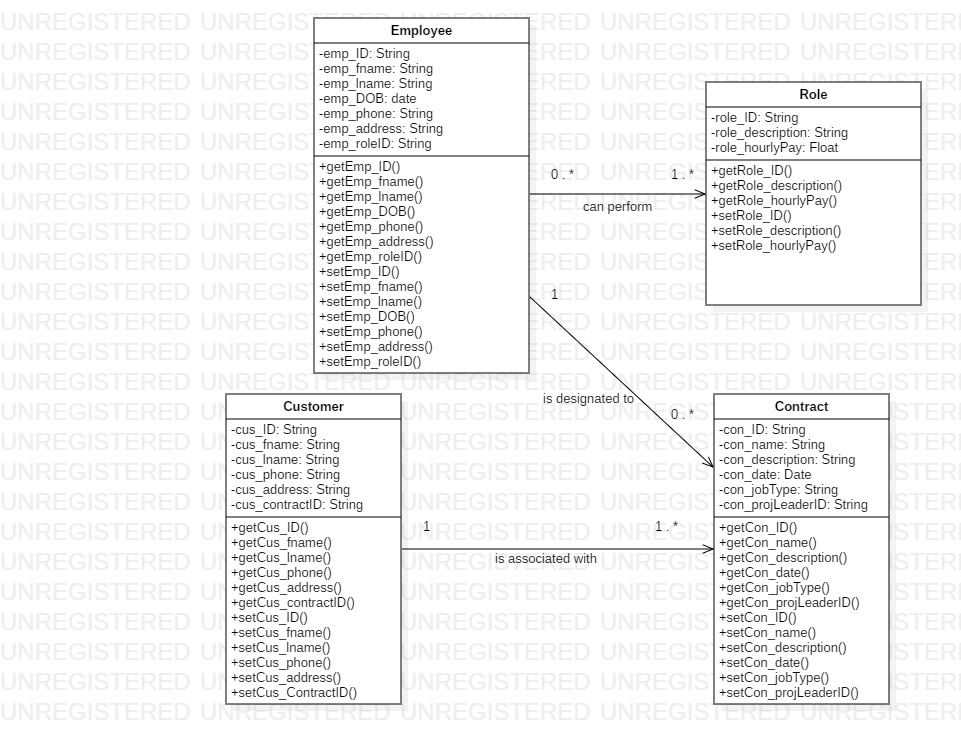 Employee
-emp_ID: String
-emp_fname: String
-emp_lname: String
-emp_DOB: date
-emp_phone: String
-emp_address: String
-emp_roleID: String
+getEmp_ID()
+getEmp_fname()
+getEmp_lname()
+getEmp_DOB()
+getEmp_phone()
+getEmp_address()
+getEmp_roleID()
+setEmp_ID()
+setEmp_fname()
+setEmp_lname()
+setEmp_DOB()
+setEmp_phone()
+setEmp_address()
+setEmp_roleID()
0 . *
1 . *
can perform
Role
-role_ID: String
-role_description: String
-role_hourlyPay: Float
+getRole_ID()
+getRole_description()
+getRole_hourlyPay()
+setRole_ID()
+setRole_description()
+setRole_hourlyPay()
1
is designated to
0 . *
Customer
-cus_ID: String
-cus_fname: String
-cus_lname: String
-cus_phone: String
-cus_address: String
-cus_contractID: String
+getCus_ID()
+getCus_fname()
+getCus_lname()
+getCus_phone()
+getCus_address()
+getCus_contractID()
+setCus_ID()
+setCus_fname()
+setCus_lname()
+setCus_phone()
+setCus_address()
+setCus_ContractID()
1
1 . *
is associated with
Contract
-con_ID: String
-con_name: String
-con_description: String
-con_date: Date
-con_jobType: String
-con_projLeaderID: String
+getCon_ID()
+getCon_name()
+getCon_description()
+getCon_date()
+getCon_jobType()
+getCon_projLeaderID()
+setCon_ID()
+setCon_name()
+setCon_description()
+setCon_date()
+setCon_jobType()
+setCon_projLeaderID()
UNREGISTERED